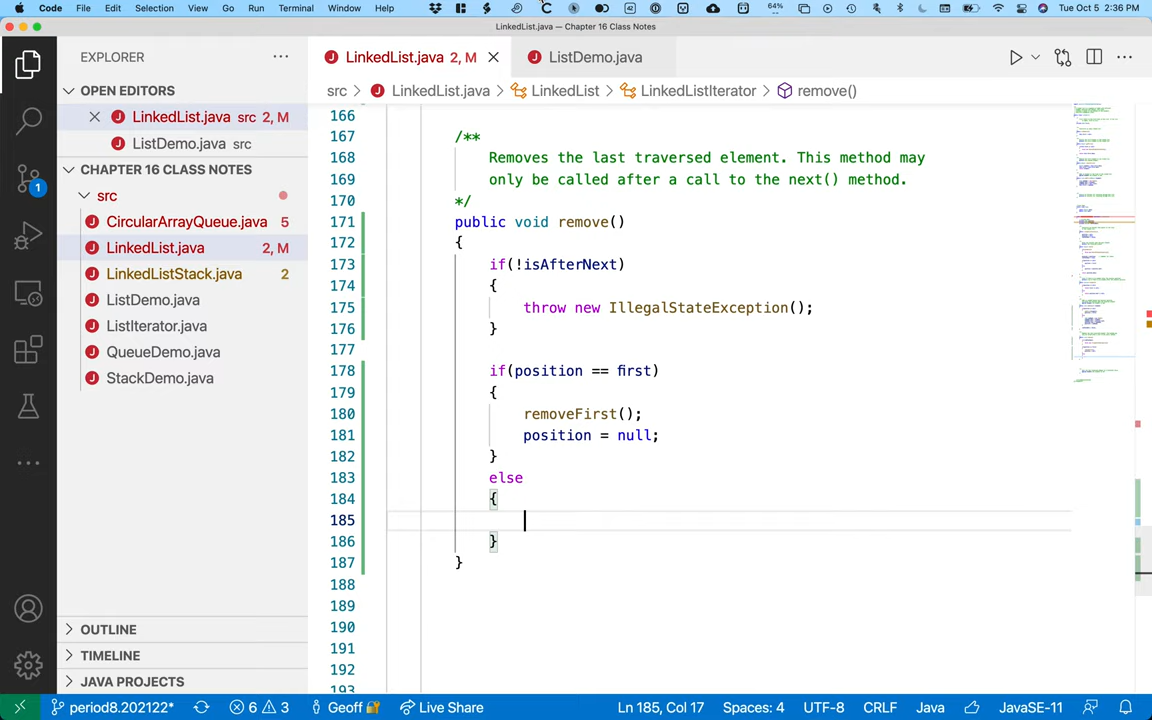 Code File Edit Selection View Go Run Terminal Window Help 64% Tue Oct 5 2:36 PM
LinkedList.java — Chapter 16 Class Notes
EXPLORER
LinkedList.java 2, M
ListDemo.java
OPEN EDITORS
src > LinkedList.java > LinkedList > LinkedListIterator > remove()
LinkedList.java src 2, M
ListDemo.java src
CHAPTER 16 CLASS NOTES
src
CircularArrayQueue.java 5
LinkedList.java 2, M
LinkedListStack.java 2
ListDemo.java
ListIterator.java
QueueDemo.java
StackDemo.java
OUTLINE
TIMELINE
JAVA PROJECTS
1
166
167 /**
168 Removes the last traversed element. This method may
169 only be called after a call to the next() method.
170 */
171 public void remove()
172 {
173 if(!isAfterNext)
174 {
175 throw new IllegalStateException();
176 }
177
178 if(position == first)
179 {
180 removeFirst();
181 position = null;
182 }
183 else
184 {
185
186 }
187 }
188
189
190
191
192
193
period8.202122* 6 3 Geoff Live Share Ln 185, Col 17 Spaces: 4 UTF-8 CRLF Java JavaSE-11